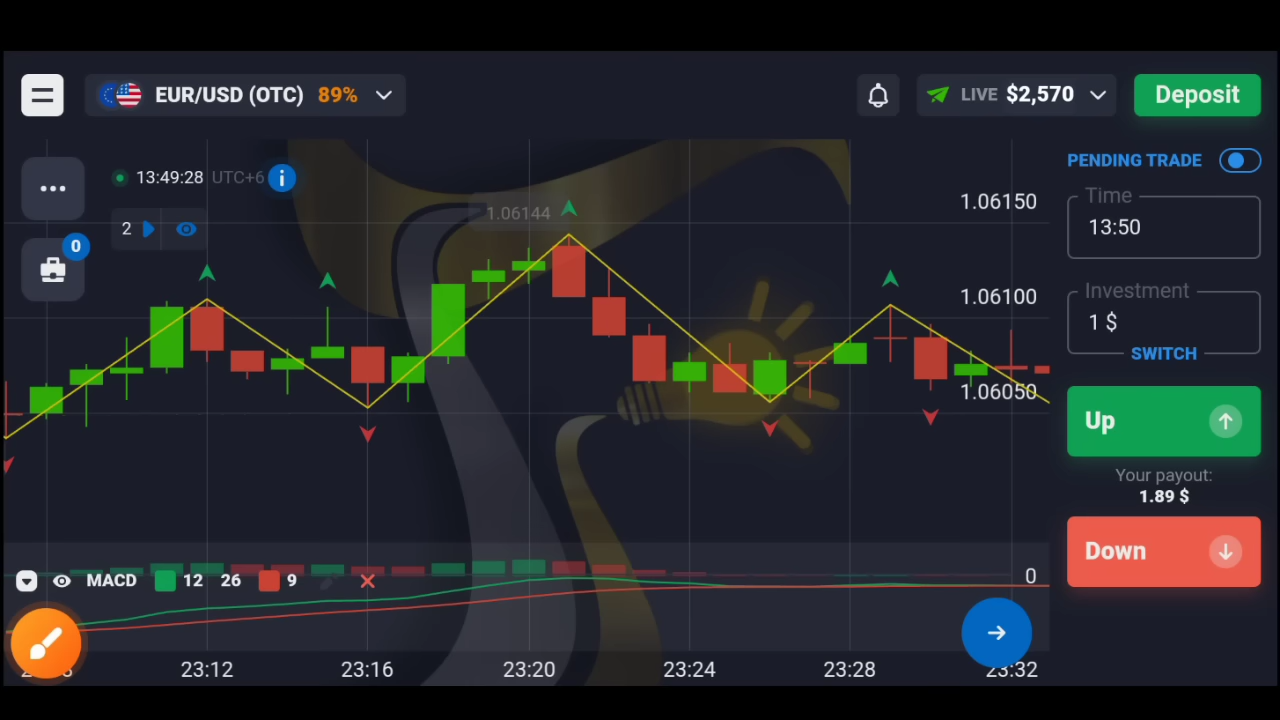 EUR/USD (OTC) 89%
LIVE $2,570
Deposit
13:49:28 UTC+6
PENDING TRADE
Time
13:50
2
0
1.06144
1.06150
1.06100
1.06050
Investment
1 $
SWITCH
Up
Your payout:
1.89 $
Down
MACD 12 26 9
0
23:12 23:16 23:20 23:24 23:28 23:32